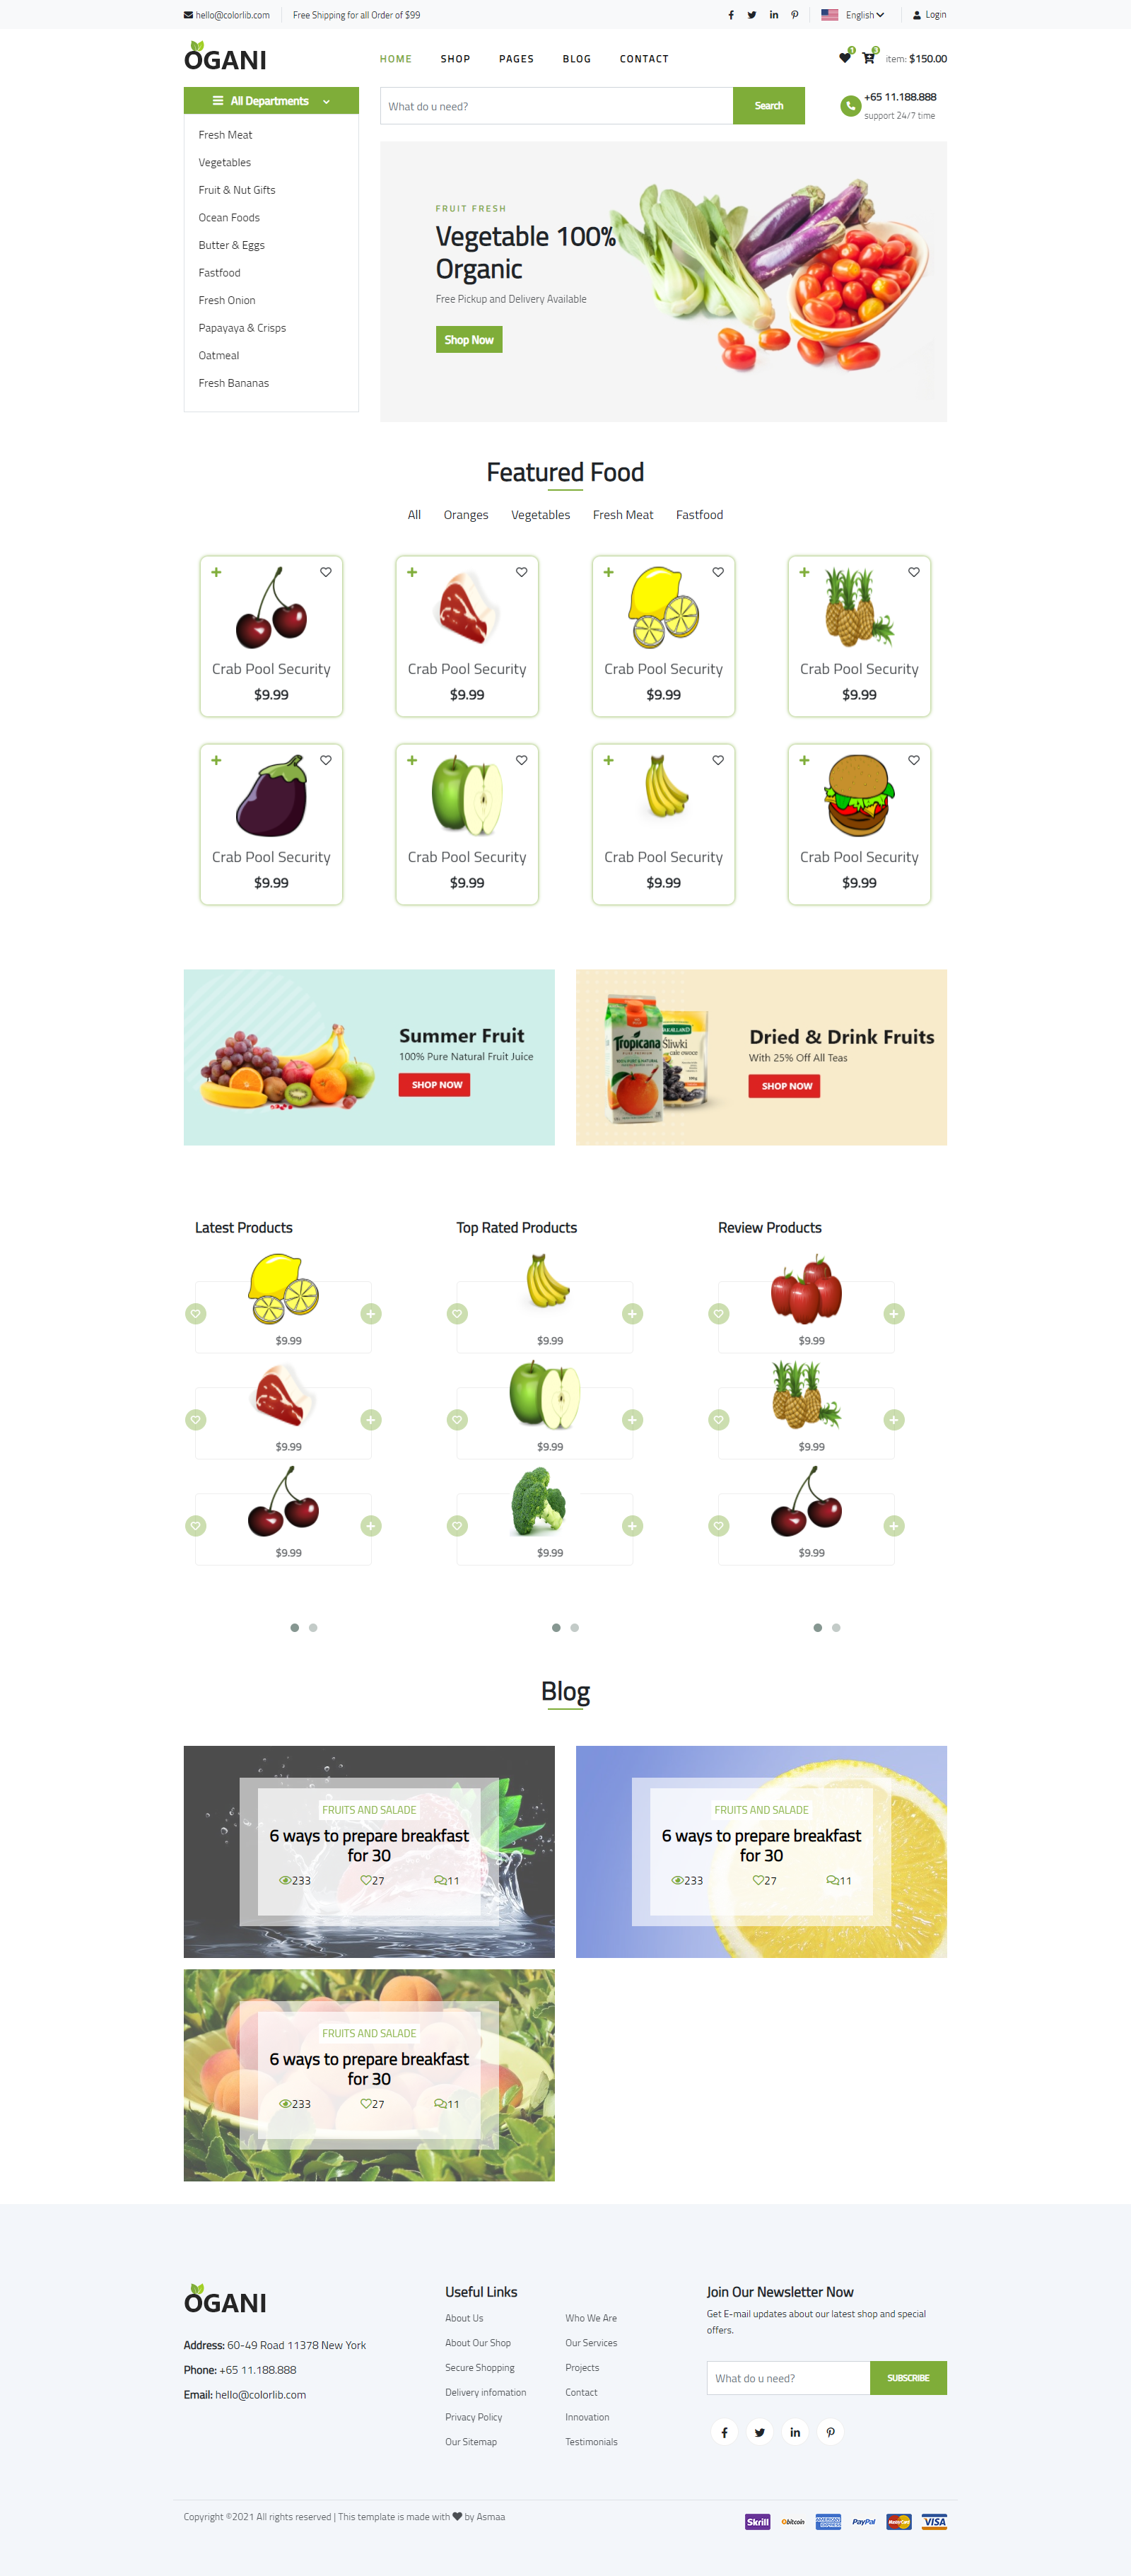 hello@colorlib.com
Free Shipping for all Order of $99
English
Login
OGANI
HOME
SHOP
PAGES
BLOG
CONTACT
1
3
item: $150.00
All Departments
What do u need?
Search
+65 11.188.888
support 24/7 time
Fresh Meat
Vegetables
Fruit & Nut Gifts
Ocean Foods
Butter & Eggs
Fastfood
Fresh Onion
Papayaya & Crisps
Oatmeal
Fresh Bananas
FRUIT FRESH
Vegetable 100%
Organic
Free Pickup and Delivery Available
Shop Now
Featured Food
All
Oranges
Vegetables
Fresh Meat
Fastfood
Crab Pool Security
$9.99
Crab Pool Security
$9.99
Crab Pool Security
$9.99
Crab Pool Security
$9.99
Crab Pool Security
$9.99
Crab Pool Security
$9.99
Crab Pool Security
$9.99
Crab Pool Security
$9.99
Summer Fruit
100% Pure Natural Fruit Juice
SHOP NOW
Tropicana
Śliwki
Dried & Drink Fruits
With 25% Off All Teas
SHOP NOW
Latest Products
$9.99
$9.99
$9.99
Top Rated Products
$9.99
$9.99
$9.99
Review Products
$9.99
$9.99
$9.99
Blog
FRUITS AND SALADE
6 ways to prepare breakfast
for 30
233
27
11
FRUITS AND SALADE
6 ways to prepare breakfast
for 30
233
27
11
FRUITS AND SALADE
6 ways to prepare breakfast
for 30
233
27
11
OGANI
Address: 60-49 Road 11378 New York
Phone: +65 11.188.888
Email: hello@colorlib.com
Useful Links
About Us
About Our Shop
Secure Shopping
Delivery infomation
Privacy Policy
Our Sitemap
Who We Are
Our Services
Projects
Contact
Innovation
Testimonials
Join Our Newsletter Now
Get E-mail updates about our latest shop and special
offers.
What do u need?
SUBSCRIBE
Copyright ©2021 All rights reserved | This template is made with
by Asmaa
Skrill
bitcoin
AMERICAN
EXPRESS
PayPal
MasterCard
VISA